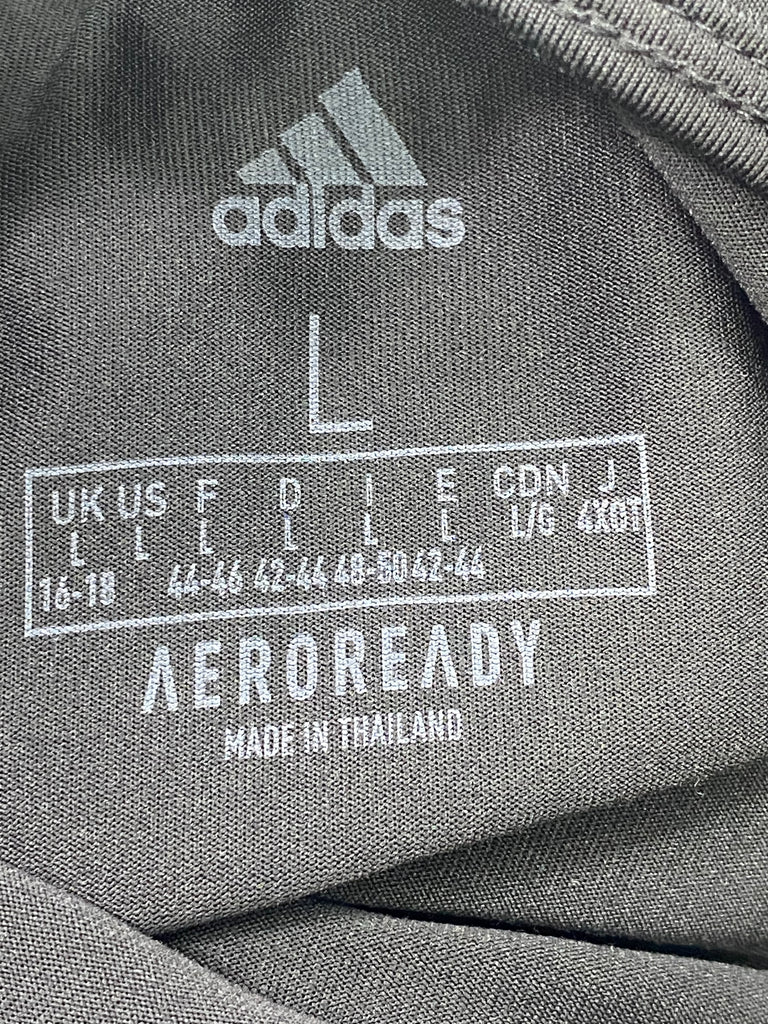 adidas
L
UK US F D I E CDN J
L L L L L L L/G 4XOT
16-18 44-46 42-44 48-50 42-44
AEROREADY
MADE IN THAILAND